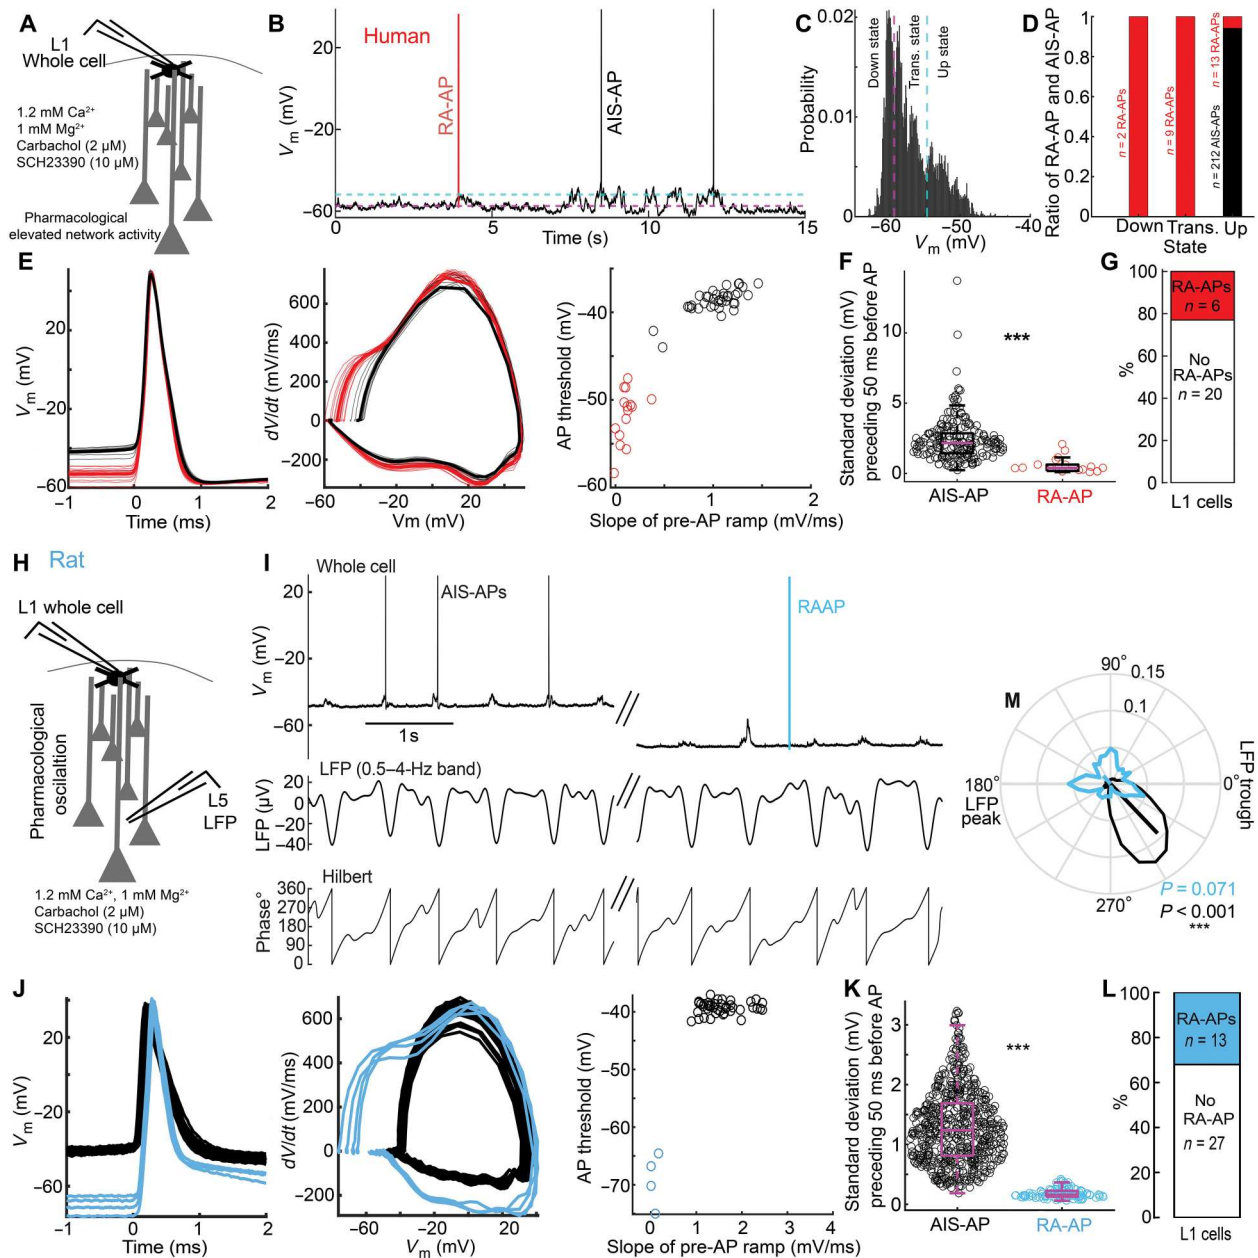 A
L1
Whole cell
1.2 mM Ca²⁺
1 mM Mg²⁺
Carbachol (2 μM)
SCH23390 (10 μM)
Pharmacological
elevated network activity
B
Human
RA-AP
AIS-AP
20
−20
−60
Vm (mV)
0
5
10
15
Time (s)
C
0.02
0.01
0
Probability
Down state
Trans. state
Up state
−60
−50
−40
Vm (mV)
D
1
0.8
0.6
0.4
0.2
0
Ratio of RA-AP and AIS-AP
n = 2 RA-APs
n = 9 RA-APs
n = 212 AIS-APs
n = 13 RA-APs
Down
Trans.
Up
State
E
20
−20
−60
Vm (mV)
−1
0
1
2
Time (ms)
600
400
200
0
−200
dV/dt (mV/ms)
−60
−20
20
Vm (mV)
−40
−50
−60
AP threshold (mV)
0
1
2
Slope of pre-AP ramp (mV/ms)
F
Standard deviation (mV)
preceding 50 ms before AP
10
5
0
***
AIS-AP
RA-AP
G
100
80
60
40
20
0
%
RA-APs
n = 6
No
RA-APs
n = 20
L1 cells
H
Rat
L1 whole cell
Pharmacological
oscilaltion
L5
LFP
1.2 mM Ca²⁺, 1 mM Mg²⁺
Carbachol (2 μM)
SCH23390 (10 μM)
I
Whole cell
AIS-APs
RAAP
20
−20
−60
Vm (mV)
1 s
LFP (0.5–4-Hz band)
20
0
−20
−40
LFP (μV)
Hilbert
360
270
180
90
0
Phase°
M
90°
0.15
0.1
180°
LFP
peak
0°
LFP trough
270°
P = 0.071
P < 0.001
***
J
20
−20
−60
Vm (mV)
−1
0
1
2
Time (ms)
600
400
200
0
−200
dV/dt (mV/ms)
−60
−20
20
Vm (mV)
−40
−50
−60
−70
AP threshold (mV)
0
1
2
3
4
Slope of pre-AP ramp (mV/ms)
K
Standard deviation (mV)
preceding 50 ms before AP
3
2
1
0
***
AIS-AP
RA-AP
L
100
80
60
40
20
0
%
RA-APs
n = 13
No
RA-AP
n = 27
L1 cells